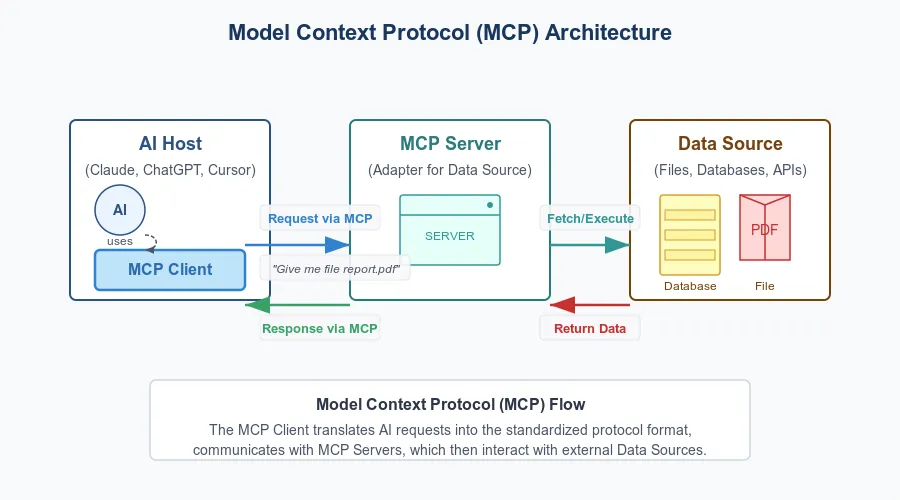 Model Context Protocol (MCP) Architecture
AI Host
(Claude, ChatGPT, Cursor)
AI
uses
MCP Client
Request via MCP
"Give me file report.pdf"
Response via MCP
MCP Server
(Adapter for Data Source)
SERVER
Fetch/Execute
Return Data
Data Source
(Files, Databases, APIs)
PDF
Database
File
Model Context Protocol (MCP) Flow
The MCP Client translates AI requests into the standardized protocol format,
communicates with MCP Servers, which then interact with external Data Sources.